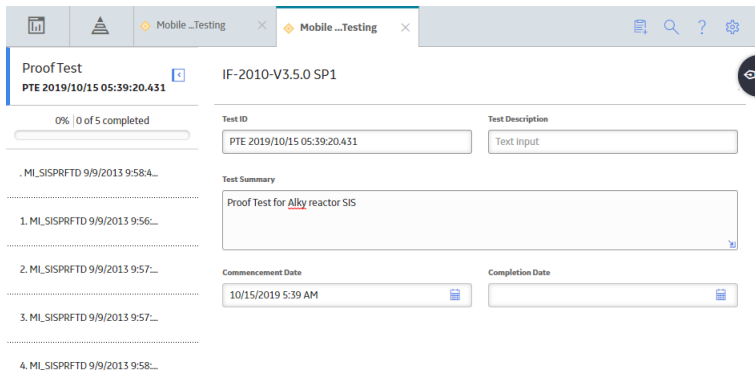 Mobile ...Testing
Mobile ...Testing
Proof Test
PTE 2019/10/15 05:39:20.431
0% | 0 of 5 completed
. MI_SISPRFTD 9/9/2013 9:58:4...
1. MI_SISPRFTD 9/9/2013 9:56:...
2. MI_SISPRFTD 9/9/2013 9:57:...
3. MI_SISPRFTD 9/9/2013 9:57:...
4. MI_SISPRFTD 9/9/2013 9:58:...
IF-2010-V3.5.0 SP1
Test ID
PTE 2019/10/15 05:39:20.431
Test Description
Text input
Test Summary
Proof Test for Alky reactor SIS
Commencement Date
10/15/2019 5:39 AM
Completion Date